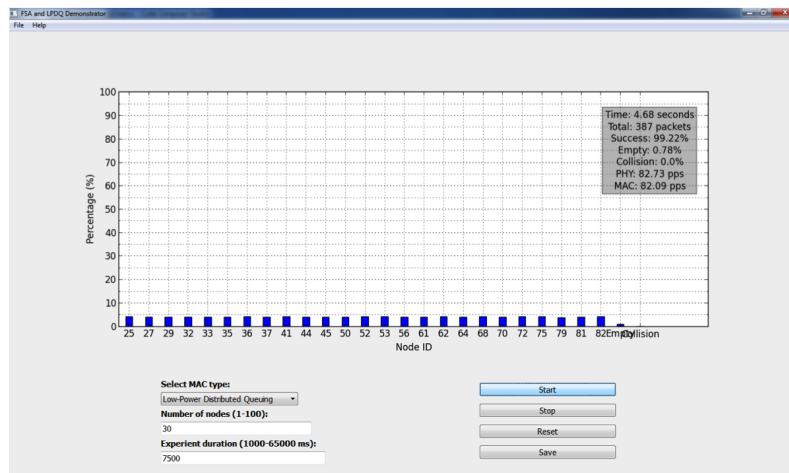 FSA and LPDQ Demonstrator
File Help
100
90
80
70
60
50
40
30
20
10
0
Percentage (%)
Time: 4.68 seconds
Total: 387 packets
Success: 99.22%
Empty: 0.78%
Collision: 0.0%
PHY: 82.73 pps
MAC: 82.09 pps
25 27 29 32 33 35 36 37 41 44 45 50 52 53 56 61 62 64 68 70 72 75 79 81 82 Empty Collision
Node ID
Select MAC type:
Low-Power Distributed Queuing
Number of nodes (1-100):
30
Experient duration (1000-65000 ms):
7500
Start
Stop
Reset
Save